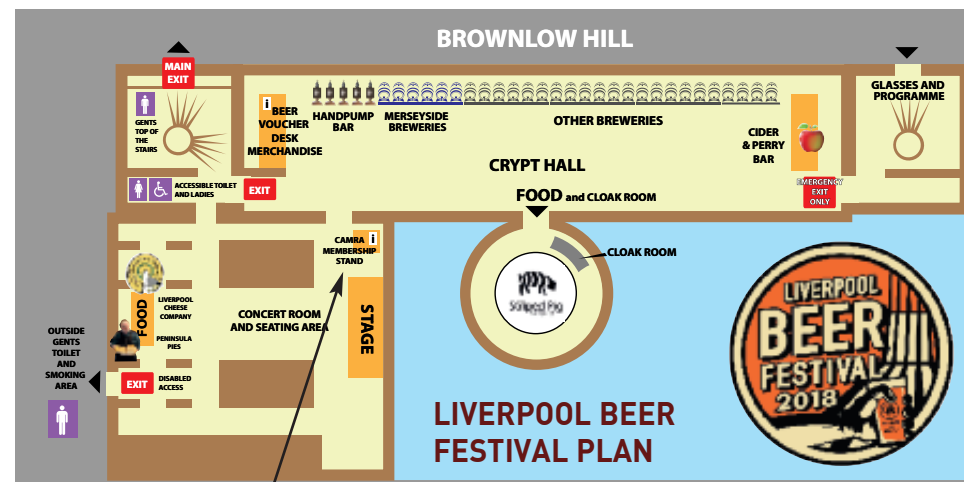 BROWNLOW HILL
MAIN
EXIT
GENTS
TOP OF
THE
STAIRS
i
BEER
VOUCHER
DESK
MERCHANDISE
HANDPUMP
BAR
MERSEYSIDE
BREWERIES
OTHER BREWERIES
CIDER
& PERRY
BAR
GLASSES AND
PROGRAMME
CRYPT HALL
ACCESSIBLE TOILET
AND LADIES
EXIT
EMERGENCY
EXIT
ONLY
FOOD and CLOAK ROOM
CLOAK ROOM
CAMRA
MEMBERSHIP
STAND
i
FOOD
LIVERPOOL
CHEESE
COMPANY
PENINSULA
PIES
CONCERT ROOM
AND SEATING AREA
STAGE
OUTSIDE
GENTS
TOILET
AND
SMOKING
AREA
EXIT
DISABLED
ACCESS
LIVERPOOL BEER
FESTIVAL PLAN
LIVERPOOL
BEER
FESTIVAL
2018